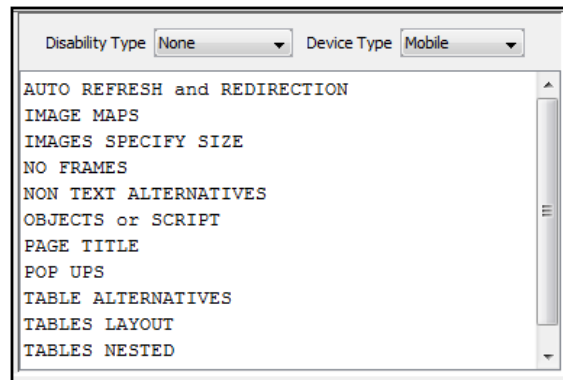 Disability Type None Device Type Mobile
AUTO REFRESH and REDIRECTION
IMAGE MAPS
IMAGES SPECIFY SIZE
NO FRAMES
NON TEXT ALTERNATIVES
OBJECTS or SCRIPT
PAGE TITLE
POP UPS
TABLE ALTERNATIVES
TABLES LAYOUT
TABLES NESTED